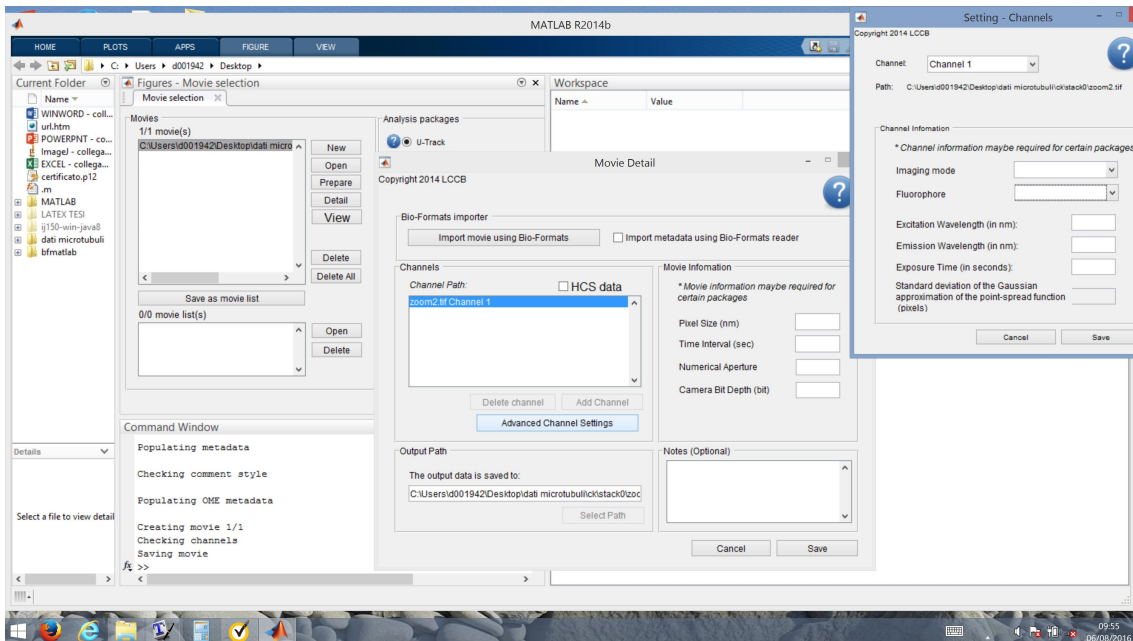 MATLAB R2014b
HOME PLOTS APPS FIGURE VIEW
C: ▸ Users ▸ d001942 ▸ Desktop ▸
Current Folder
Name
WINWORD - coll...
url.htm
POWERPNT - co...
ImageJ - collega...
EXCEL - collega...
certificato.p12
.m
MATLAB
LATEX TESI
ij150-win-java8
dati microtubuli
bfmatlab
Details
Select a file to view detail
Figures - Movie selection
Movie selection
Movies
1/1 movie(s)
C:\Users\d001942\Desktop\dati micro
New
Open
Prepare
Detail
View
Delete
Delete All
Save as movie list
0/0 movie list(s)
Open
Delete
Analysis packages
U-Track
Workspace
Name Value
Command Window
Populating metadata
Checking comment style
Populating OME metadata
Creating movie 1/1
Checking channels
Saving movie
fx >>
Movie Detail
Copyright 2014 LCCB
Bio-Formats importer
Import movie using Bio-Formats
Import metadata using Bio-Formats reader
Channels
Channel Path:
HCS data
zoom2.tif Channel 1
Delete channel
Add Channel
Advanced Channel Settings
Movie Infomation
* Movie information maybe required for
certain packages
Pixel Size (nm)
Time Interval (sec)
Numerical Aperture
Camera Bit Depth (bit)
Output Path
The output data is saved to:
C:\Users\d001942\Desktop\dati microtubuli\ck\stack0\zoc
Select Path
Notes (Optional)
Cancel
Save
Setting - Channels
Copyright 2014 LCCB
Channel: Channel 1
Path: C:\Users\d001942\Desktop\dati microtubuli\ck\stack0\zoom2.tif
Channel Infomation
* Channel information maybe required for certain packages
Imaging mode
Fluorophore
Excitation Wavelength (in nm):
Emission Wavelength (in nm):
Exposure Time (in seconds):
Standard deviation of the Gaussian
approximation of the point-spread function
(pixels)
Cancel
Save
09:55
06/08/2016